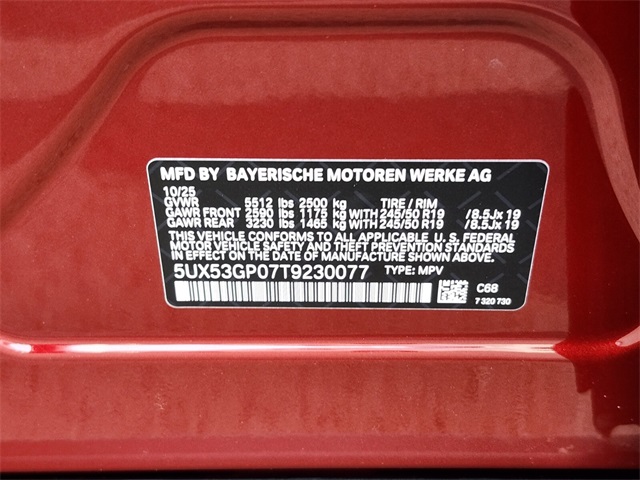 MFD BY BAYERISCHE MOTOREN WERKE AG
10/25
GVWR 5512 lbs 2500 kg TIRE / RIM
GAWR FRONT 2590 lbs 1175 kg WITH 245/50 R19 /8.5Jx 19
GAWR REAR 3230 lbs 1465 kg WITH 245/50 R19 /8.5Jx 19
THIS VEHICLE CONFORMS TO ALL APPLICABLE U. S. FEDERAL
MOTOR VEHICLE SAFETY AND THEFT PREVENTION STANDARDS
IN EFFECT ON THE DATE OF MANUFACTURE SHOWN ABOVE.
5UX53GP07T9230077 TYPE: MPV
C68
7 320 730